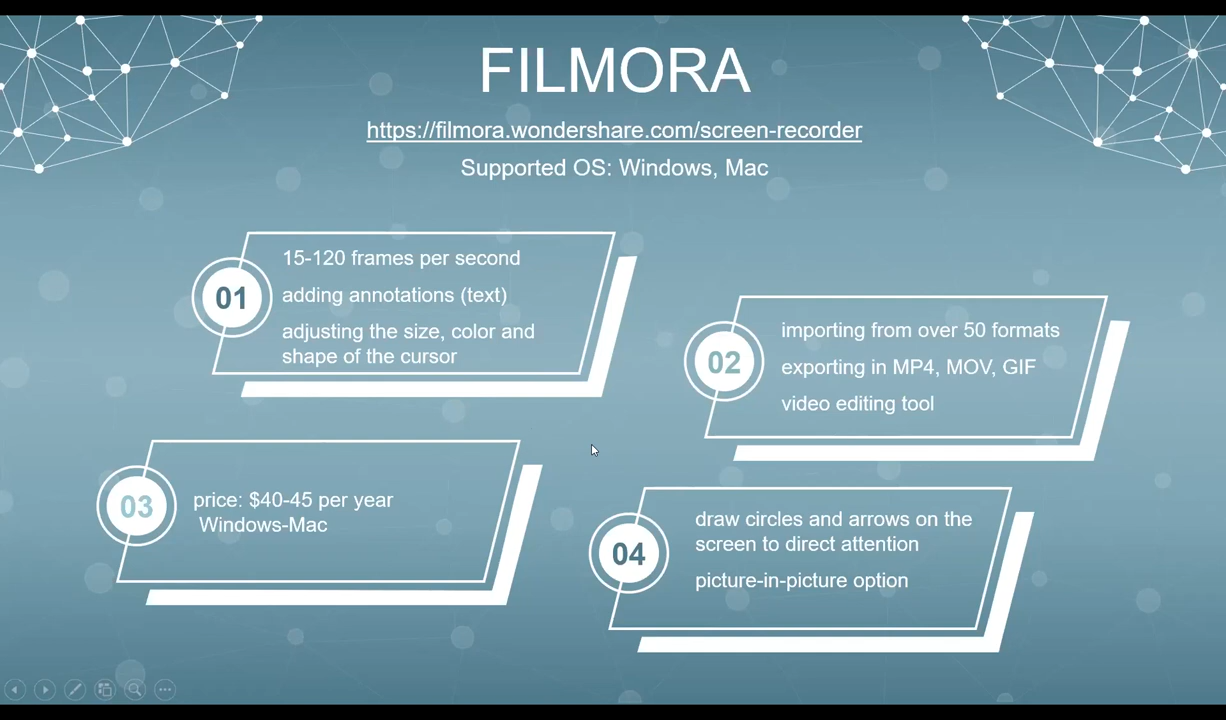 FILMORA
https://filmora.wondershare.com/screen-recorder
Supported OS: Windows, Mac
01
15-120 frames per second
adding annotations (text)
adjusting the size, color and
shape of the cursor
02
importing from over 50 formats
exporting in MP4, MOV, GIF
video editing tool
03
price: $40-45 per year
Windows-Mac
04
draw circles and arrows on the
screen to direct attention
picture-in-picture option